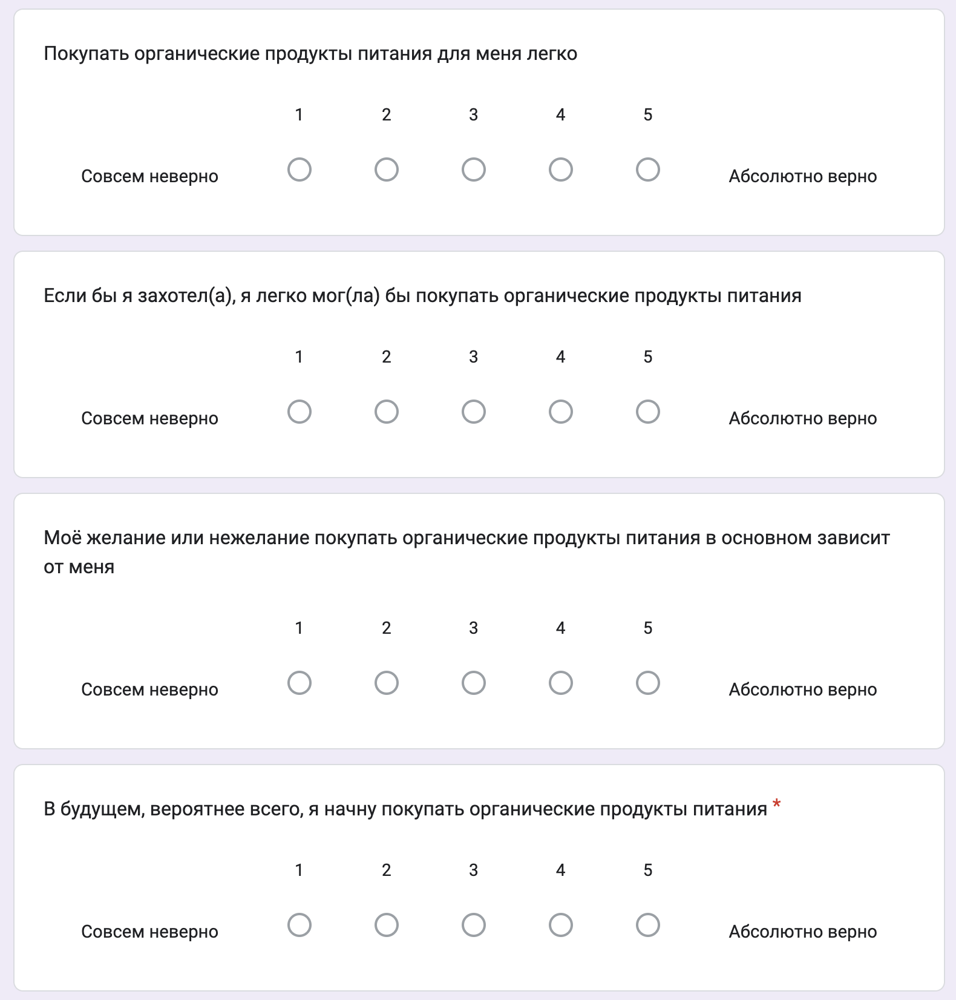 Покупать органические продукты питания для меня легко
1 2 3 4 5
Совсем неверно Абсолютно верно
Если бы я захотел(а), я легко мог(ла) бы покупать органические продукты питания
1 2 3 4 5
Совсем неверно Абсолютно верно
Моё желание или нежелание покупать органические продукты питания в основном зависит
от меня
1 2 3 4 5
Совсем неверно Абсолютно верно
В будущем, вероятнее всего, я начну покупать органические продукты питания *
1 2 3 4 5
Совсем неверно Абсолютно верно